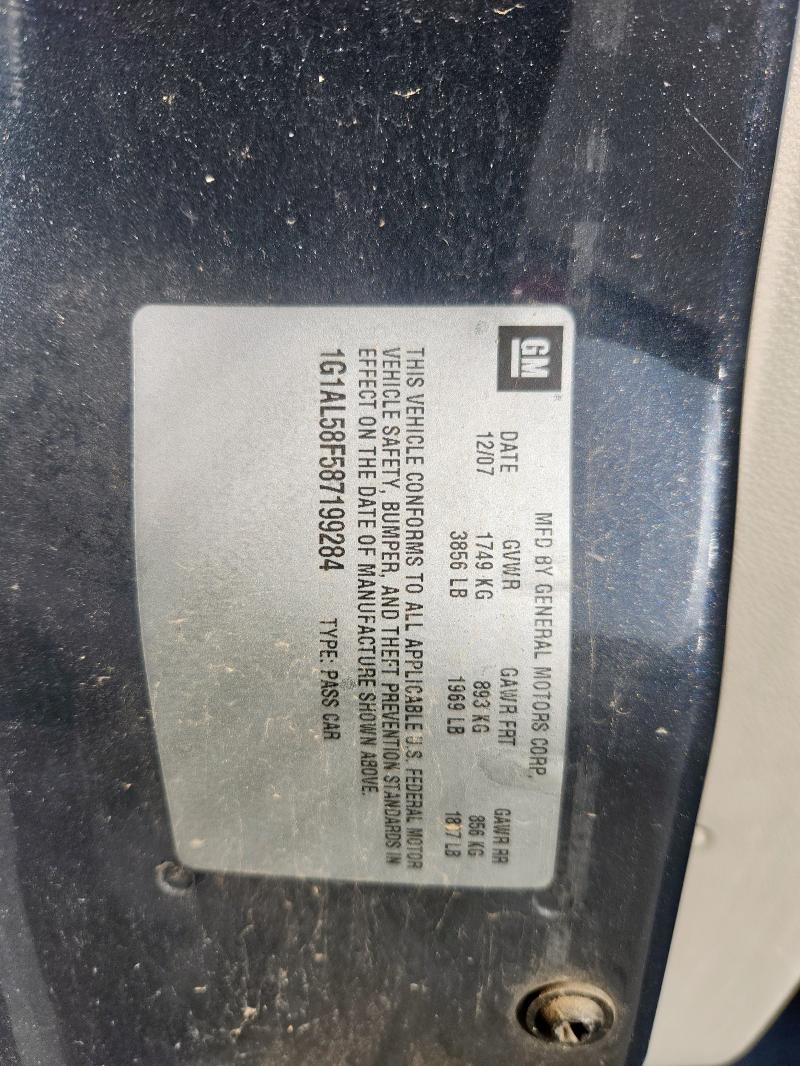 GM
MFD BY GENERAL MOTORS CORP.
DATE GVWR GAWR FRT GAWR RR
12/07 1749 KG 893 KG 856 KG
3856 LB 1969 LB 1887 LB
THIS VEHICLE CONFORMS TO ALL APPLICABLE U.S. FEDERAL MOTOR
VEHICLE SAFETY, BUMPER, AND THEFT PREVENTION STANDARDS IN
EFFECT ON THE DATE OF MANUFACTURE SHOWN ABOVE.
1G1AL58F587199284 TYPE: PASS CAR